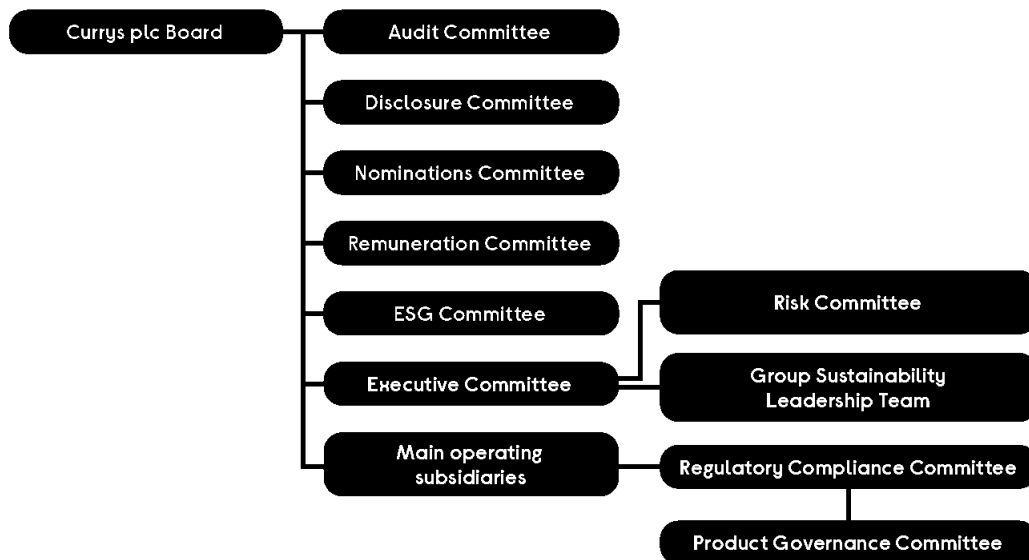 Currys plc Board
Audit Committee
Disclosure Committee
Nominations Committee
Remuneration Committee
ESG Committee
Executive Committee
Main operating
subsidiaries
Risk Committee
Group Sustainability
Leadership Team
Regulatory Compliance Committee
Product Governance Committee